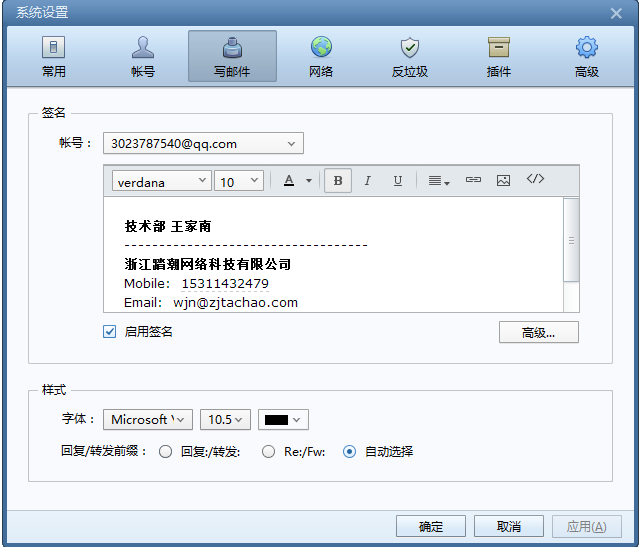 系统设置
常用 帐号 写邮件 网络 反垃圾 插件 高级
签名
帐号： 3023787540@qq.com
verdana 10 A B I U </>
技术部 王家南
------------------------------------
浙江踏潮网络科技有限公司
Mobile: 15311432479
Email: wjn@zjtachao.com
启用签名 高级...
样式
字体： Microsoft 10.5
回复/转发前缀： 回复:/转发: Re:/Fw: 自动选择
确定 取消 应用(A)